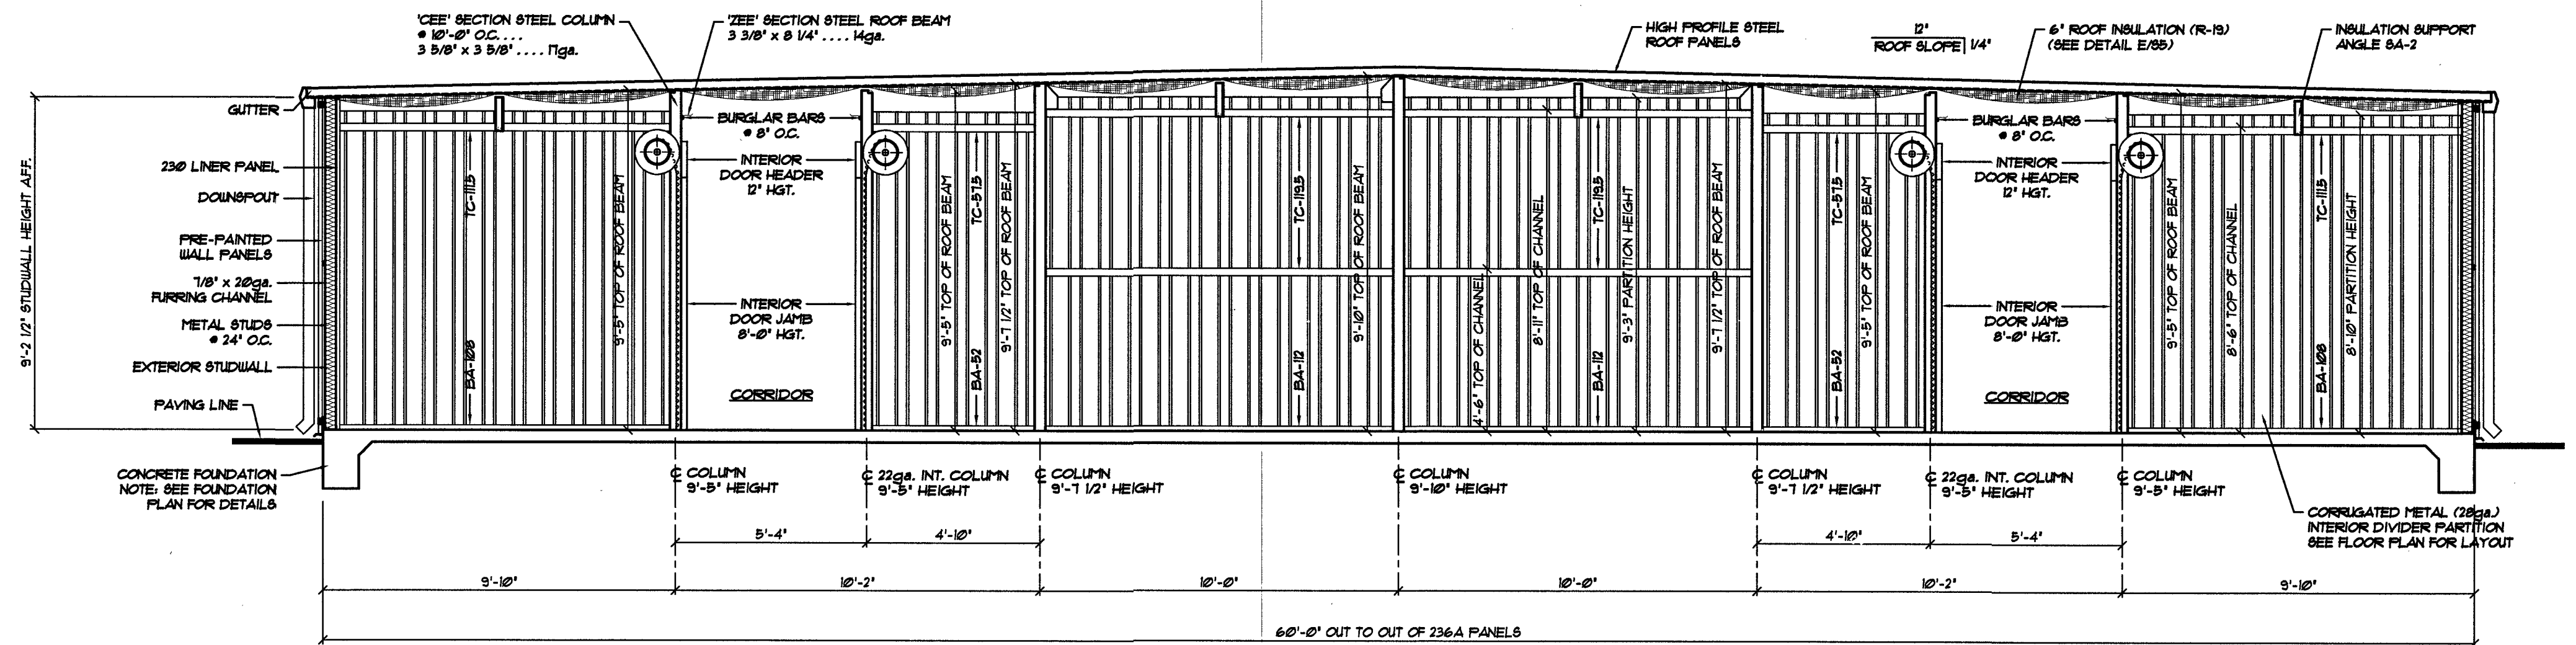 'CEE' SECTION STEEL COLUMN
@ 10'-0" O.C. . . .
3 5/8" x 3 5/8" . . . . 17ga.
'ZEE' SECTION STEEL ROOF BEAM
3 3/8" x 8 1/4" . . . . 14ga.
HIGH PROFILE STEEL
ROOF PANELS
12"
ROOF SLOPE 1/4"
6" ROOF INSULATION (R-19)
(SEE DETAIL E/S5)
INSULATION SUPPORT
ANGLE SA-2
GUTTER
230 LINER PANEL
DOWNSPOUT
PRE-PAINTED
WALL PANELS
7/8" x 20ga.
FURRING CHANNEL
METAL STUDS
@ 24" O.C.
EXTERIOR STUDWALL
PAVING LINE
CONCRETE FOUNDATION
NOTE: SEE FOUNDATION
PLAN FOR DETAILS
9'-2 1/2" STUDWALL HEIGHT AFF.
TC-111.5
BA-108
9'-5" TOP OF ROOF BEAM
BURGLAR BARS
@ 8" O.C.
INTERIOR
DOOR HEADER
12" HGT.
INTERIOR
DOOR JAMB
8'-0" HGT.
CORRIDOR
9'-5" TOP OF ROOF BEAM
TC-57.5
BA-52
9'-7 1/2" TOP OF ROOF BEAM
TC-119.5
BA-112
9'-10" TOP OF ROOF BEAM
4'-6" TOP OF CHANNEL
8'-11" TOP OF CHANNEL
TC-119.5
BA-112
9'-3" PARTITION HEIGHT
9'-7 1/2" TOP OF ROOF BEAM
TC-57.5
BA-52
9'-5" TOP OF ROOF BEAM
BURGLAR BARS
@ 8" O.C.
INTERIOR
DOOR HEADER
12" HGT.
INTERIOR
DOOR JAMB
8'-0" HGT.
CORRIDOR
9'-5" TOP OF ROOF BEAM
8'-6" TOP OF CHANNEL
TC-111.5
BA-108
8'-10" PARTITION HEIGHT
℄ COLUMN
9'-5" HEIGHT
℄ 22ga. INT. COLUMN
9'-5" HEIGHT
℄ COLUMN
9'-7 1/2" HEIGHT
℄ COLUMN
9'-10" HEIGHT
℄ COLUMN
9'-7 1/2" HEIGHT
℄ 22ga. INT. COLUMN
9'-5" HEIGHT
℄ COLUMN
9'-5" HEIGHT
CORRUGATED METAL (28ga.)
INTERIOR DIVIDER PARTITION
SEE FLOOR PLAN FOR LAYOUT
5'-4"
4'-10"
4'-10"
5'-4"
9'-10"
10'-2"
10'-0"
10'-0"
10'-2"
9'-10"
60'-0" OUT TO OUT OF 236A PANELS